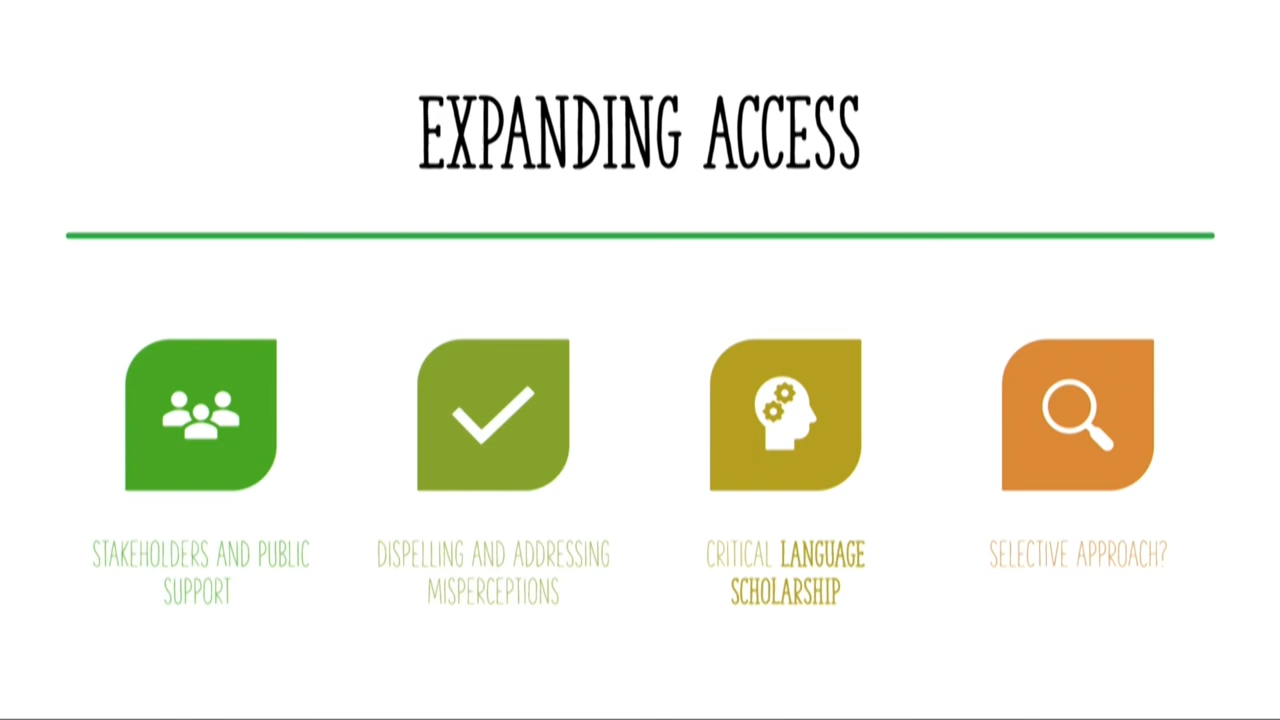 EXPANDING ACCESS
STAKEHOLDERS AND PUBLIC
SUPPORT
DISPELLING AND ADDRESSING
MISPERCEPTIONS
CRITICAL LANGUAGE
SCHOLARSHIP
SELECTIVE APPROACH?